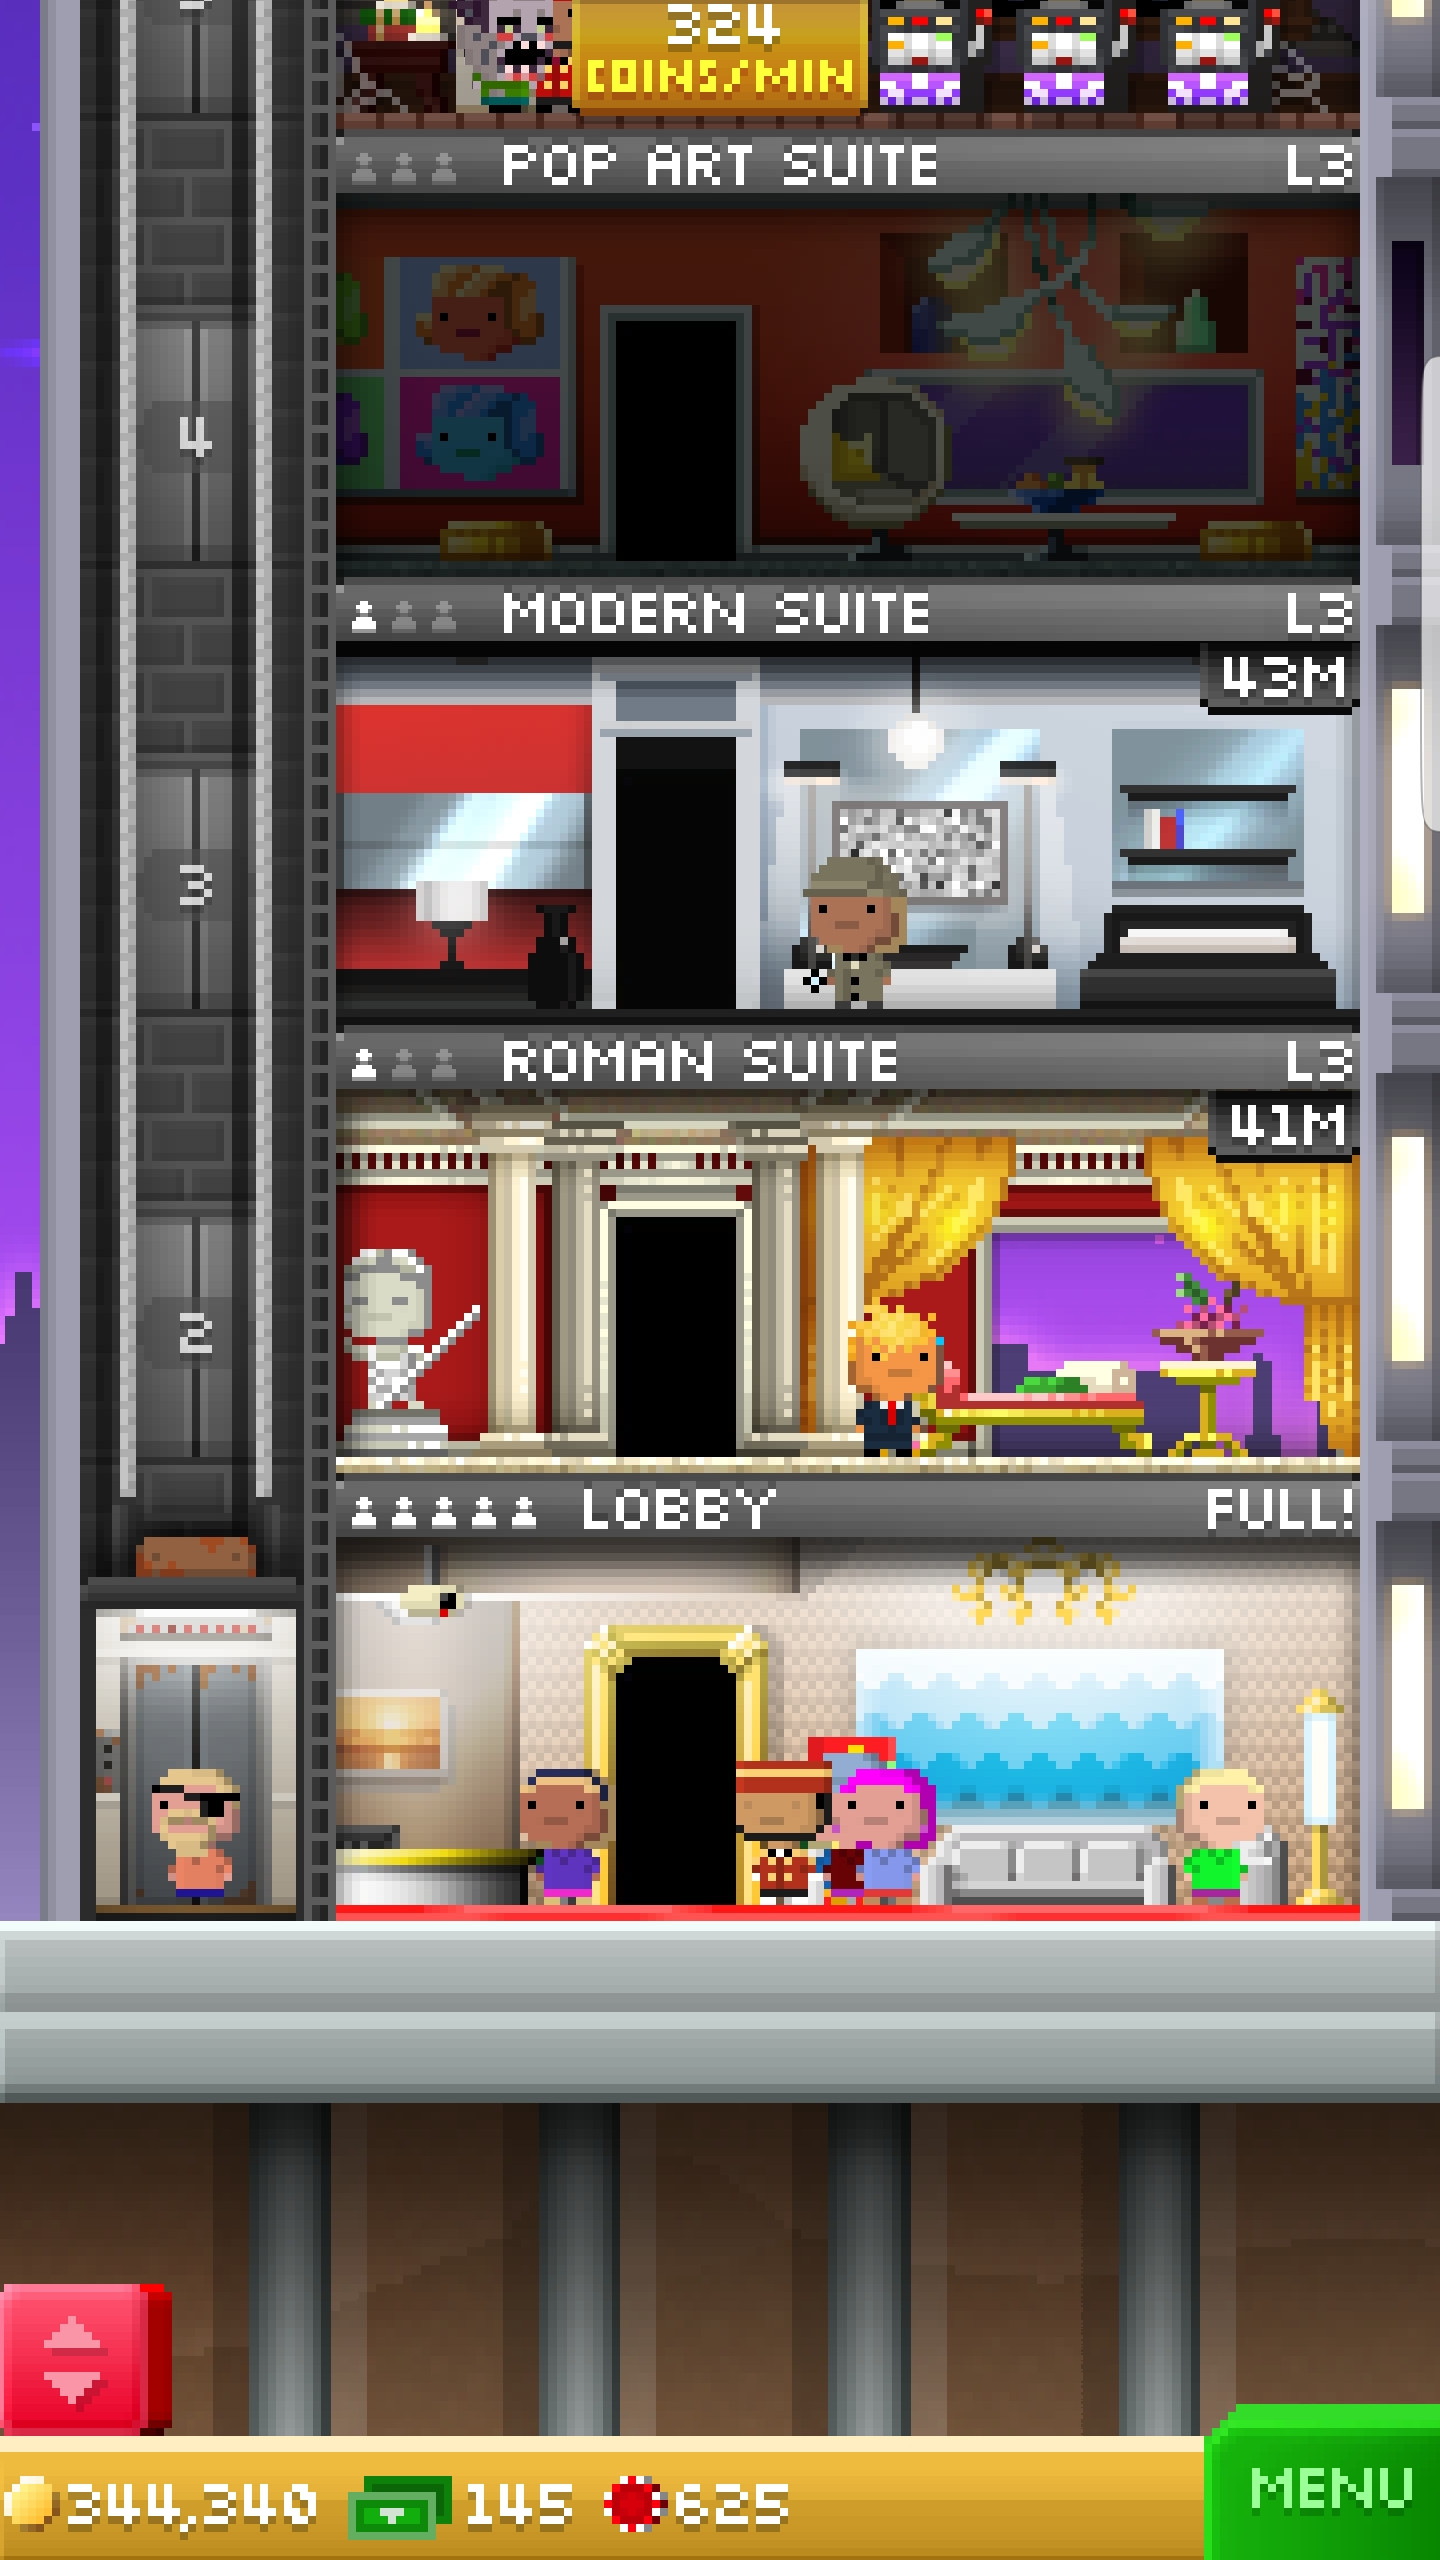 324
COINS/MIN
POP ART SUITE L3
4
MODERN SUITE L3
43M
3
ROMAN SUITE L3
41M
2
LOBBY FULL!
344,340 145 625
MENU